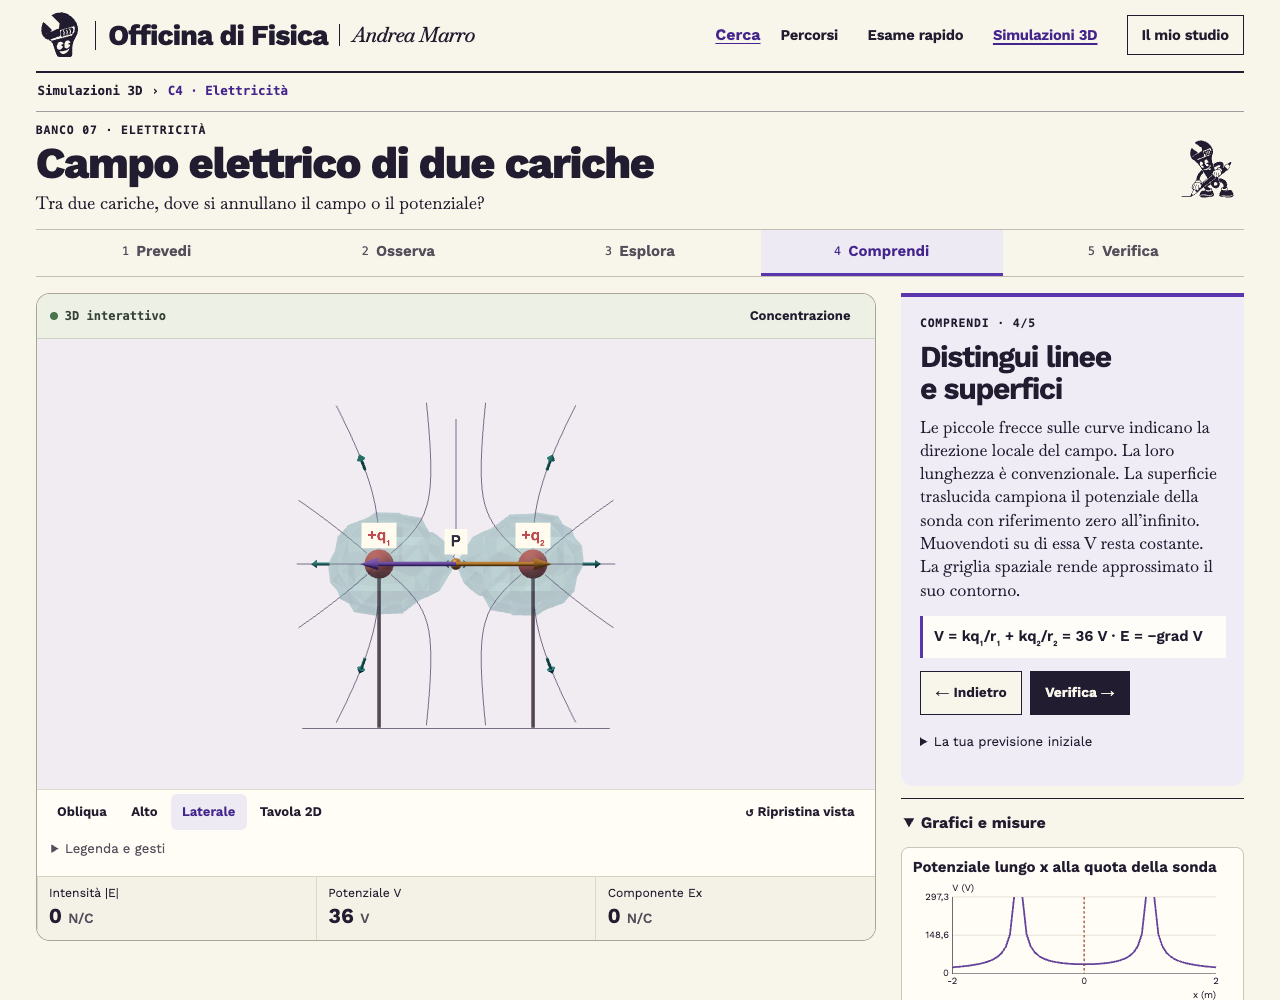 Officina di Fisica
Andrea Marro
Cerca
Percorsi
Esame rapido
Simulazioni 3D
Il mio studio
Simulazioni 3D › C4 · Elettricità
BANCO 07 · ELETTRICITÀ
Campo elettrico di due cariche
Tra due cariche, dove si annullano il campo o il potenziale?
1 Prevedi
2 Osserva
3 Esplora
4 Comprendi
5 Verifica
3D interattivo
Concentrazione
+q₁
P
+q₂
Obliqua
Alto
Laterale
Tavola 2D
↺ Ripristina vista
▶ Legenda e gesti
Intensità |E|
0 N/C
Potenziale V
36 V
Componente Ex
0 N/C
COMPRENDI · 4/5
Distingui linee
e superfici
Le piccole frecce sulle curve indicano la
direzione locale del campo. La loro
lunghezza è convenzionale. La superficie
traslucida campiona il potenziale della
sonda con riferimento zero all’infinito.
Muovendoti su di essa V resta costante.
La griglia spaziale rende approssimato il
suo contorno.
V = kq₁/r₁ + kq₂/r₂ = 36 V · E = −grad V
← Indietro
Verifica →
▶ La tua previsione iniziale
▼ Grafici e misure
Potenziale lungo x alla quota della sonda
V (V)
297,3
148,6
0
-2
0
2
x (m)